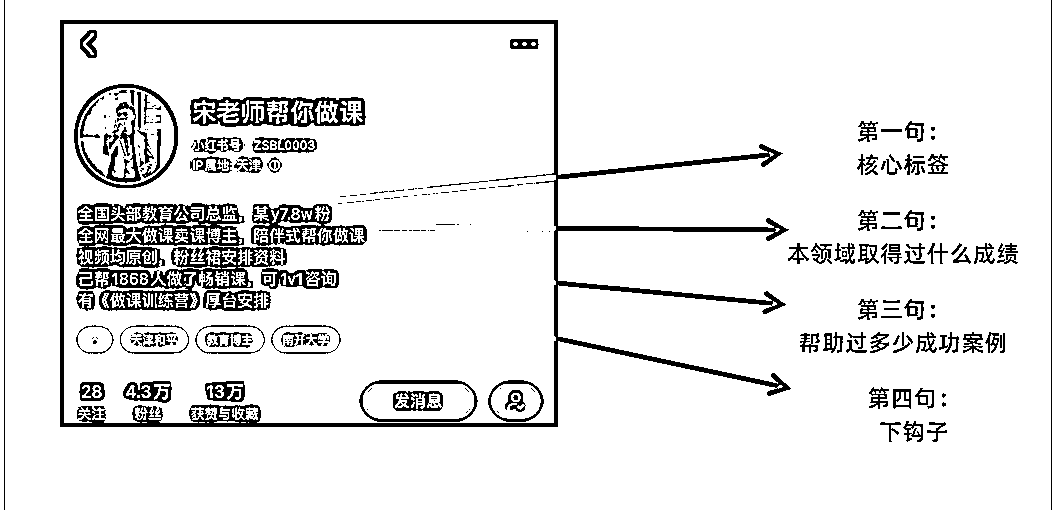 宋老师帮你做课
小红书号: ZSBL0003
IP属地:天津
全国头部教育公司总监，某y78w粉
全网最大做课卖课博主，陪伴式帮你做课
视频均原创，粉丝裙安排资料
己帮1868人做了畅销课，可1v1咨询
有《做课训练营》厚台安排
天津和平
教育博主
南开大学
28
4.3万
13万
关注
粉丝
获赞与收藏
发消息
第一句：
核心标签
第二句：
本领域取得过什么成绩
第三句：
帮助过多少成功案例
第四句：
下钩子